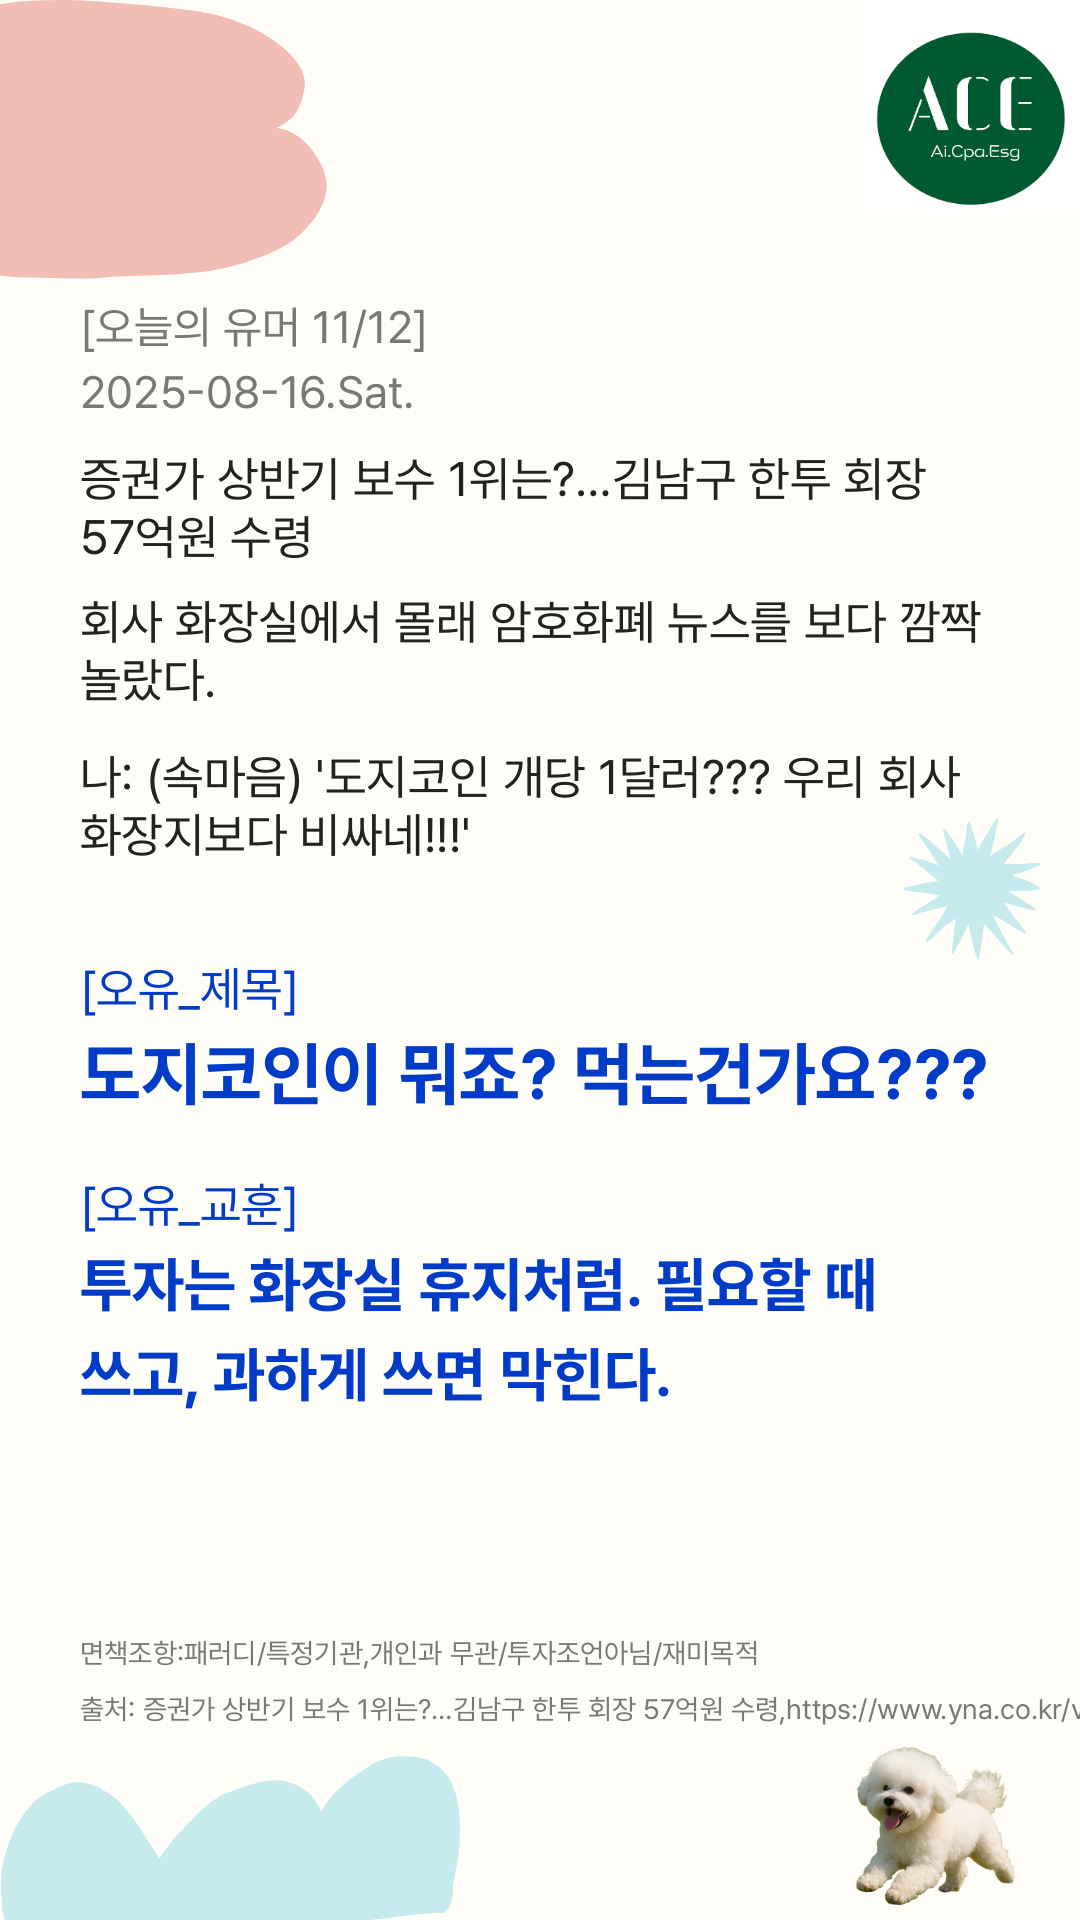 ACE
Ai.Cpa.Esg
[오늘의 유머 11/12]
2025-08-16.Sat.
증권가 상반기 보수 1위는?...김남구 한투 회장
57억원 수령
회사 화장실에서 몰래 암호화폐 뉴스를 보다 깜짝
놀랐다.
나: (속마음) '도지코인 개당 1달러??? 우리 회사
화장지보다 비싸네!!!'
[오유_제목]
도지코인이 뭐죠? 먹는건가요???
[오유_교훈]
투자는 화장실 휴지처럼. 필요할 때
쓰고, 과하게 쓰면 막힌다.
면책조항:패러디/특정기관,개인과 무관/투자조언아님/재미목적
출처: 증권가 상반기 보수 1위는?...김남구 한투 회장 57억원 수령,https://www.yna.co.kr/v